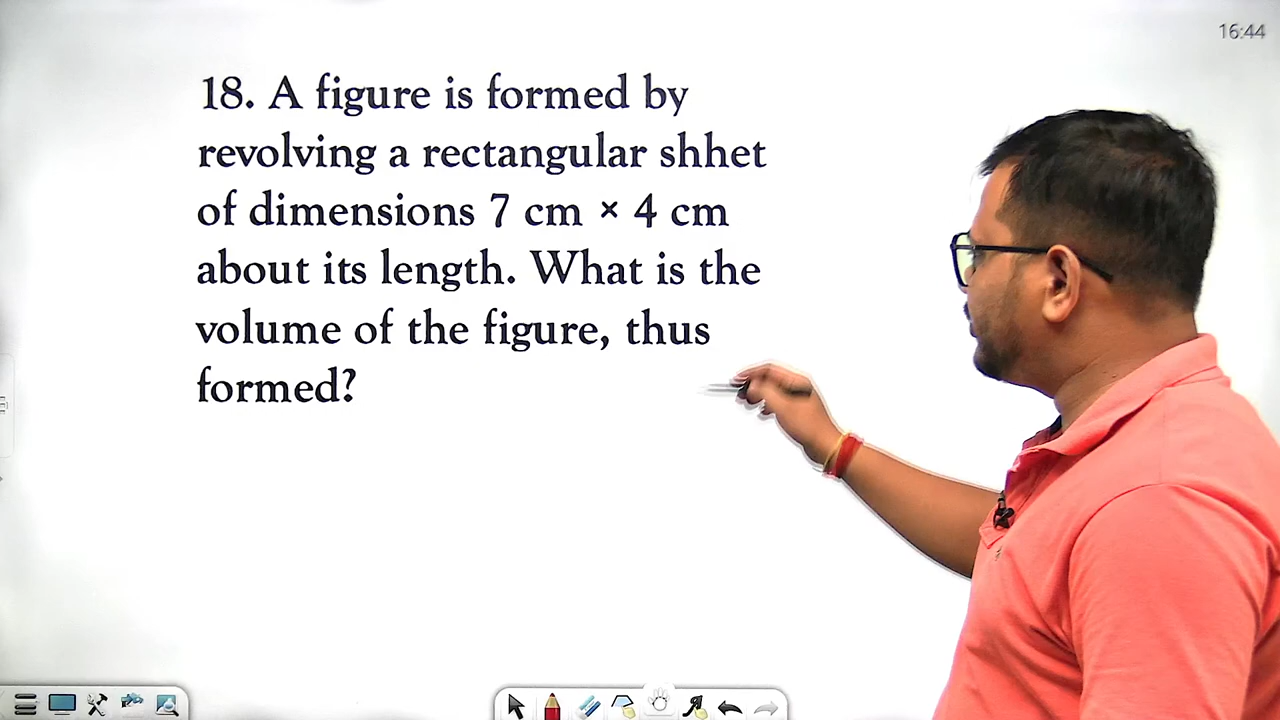 16:44
18. A figure is formed by
revolving a rectangular shhet
of dimensions 7 cm × 4 cm
about its length. What is the
volume of the figure, thus
formed?